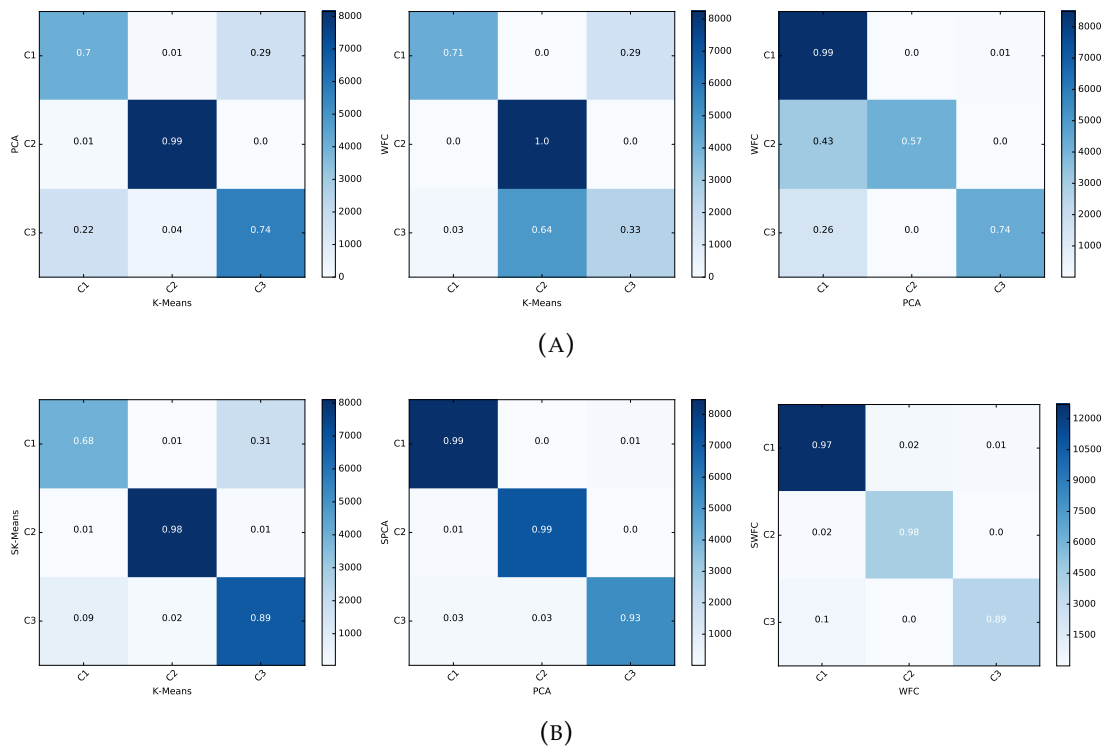 8000
7000
6000
5000
4000
3000
2000
1000
0
C1
C2
C3
PCA
0.7 0.01 0.29
0.01 0.99 0.0
0.22 0.04 0.74
C1 C2 C3
K-Means
8000
7000
6000
5000
4000
3000
2000
1000
0
C1
C2
C3
WFC
0.71 0.0 0.29
0.0 1.0 0.0
0.03 0.64 0.33
C1 C2 C3
K-Means
8000
7000
6000
5000
4000
3000
2000
1000
C1
C2
C3
WFC
0.99 0.0 0.01
0.43 0.57 0.0
0.26 0.0 0.74
C1 C2 C3
PCA
(A)
8000
7000
6000
5000
4000
3000
2000
1000
C1
C2
C3
SK-Means
0.68 0.01 0.31
0.01 0.98 0.01
0.09 0.02 0.89
C1 C2 C3
K-Means
8000
7000
6000
5000
4000
3000
2000
1000
C1
C2
C3
SPCA
0.99 0.0 0.01
0.01 0.99 0.0
0.03 0.03 0.93
C1 C2 C3
PCA
12000
10500
9000
7500
6000
4500
3000
1500
C1
C2
C3
SWFC
0.97 0.02 0.01
0.02 0.98 0.0
0.1 0.0 0.89
C1 C2 C3
WFC
(B)